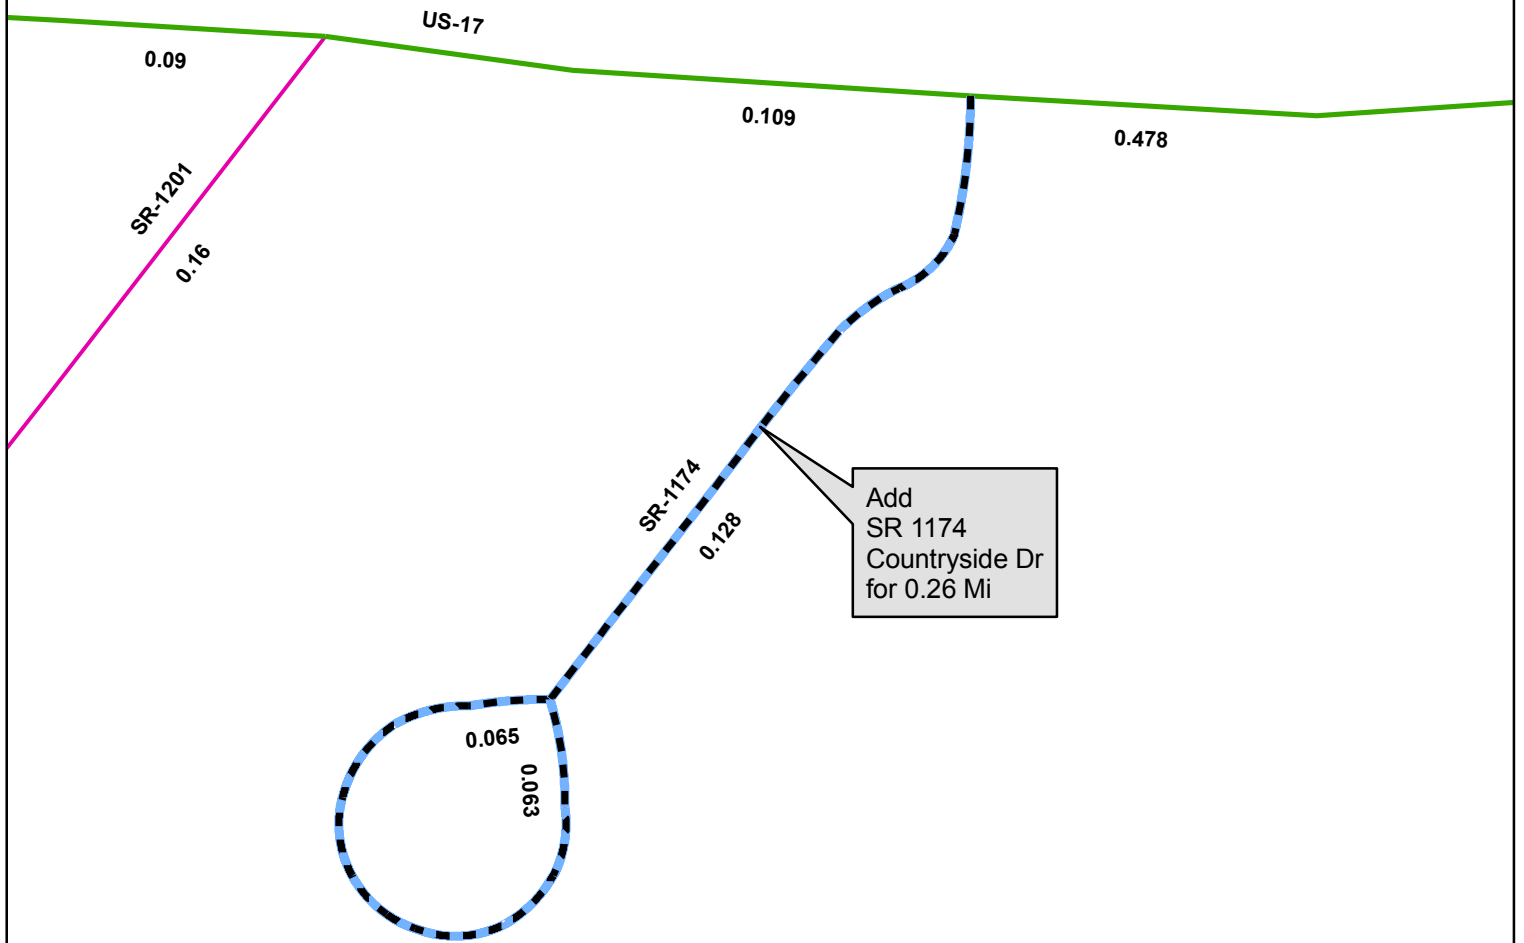 US-17
0.09
0.109
0.478
SR-1201
0.16
SR-1174
0.128
Add
SR 1174
Countryside Dr
for 0.26 Mi
0.065
0.063